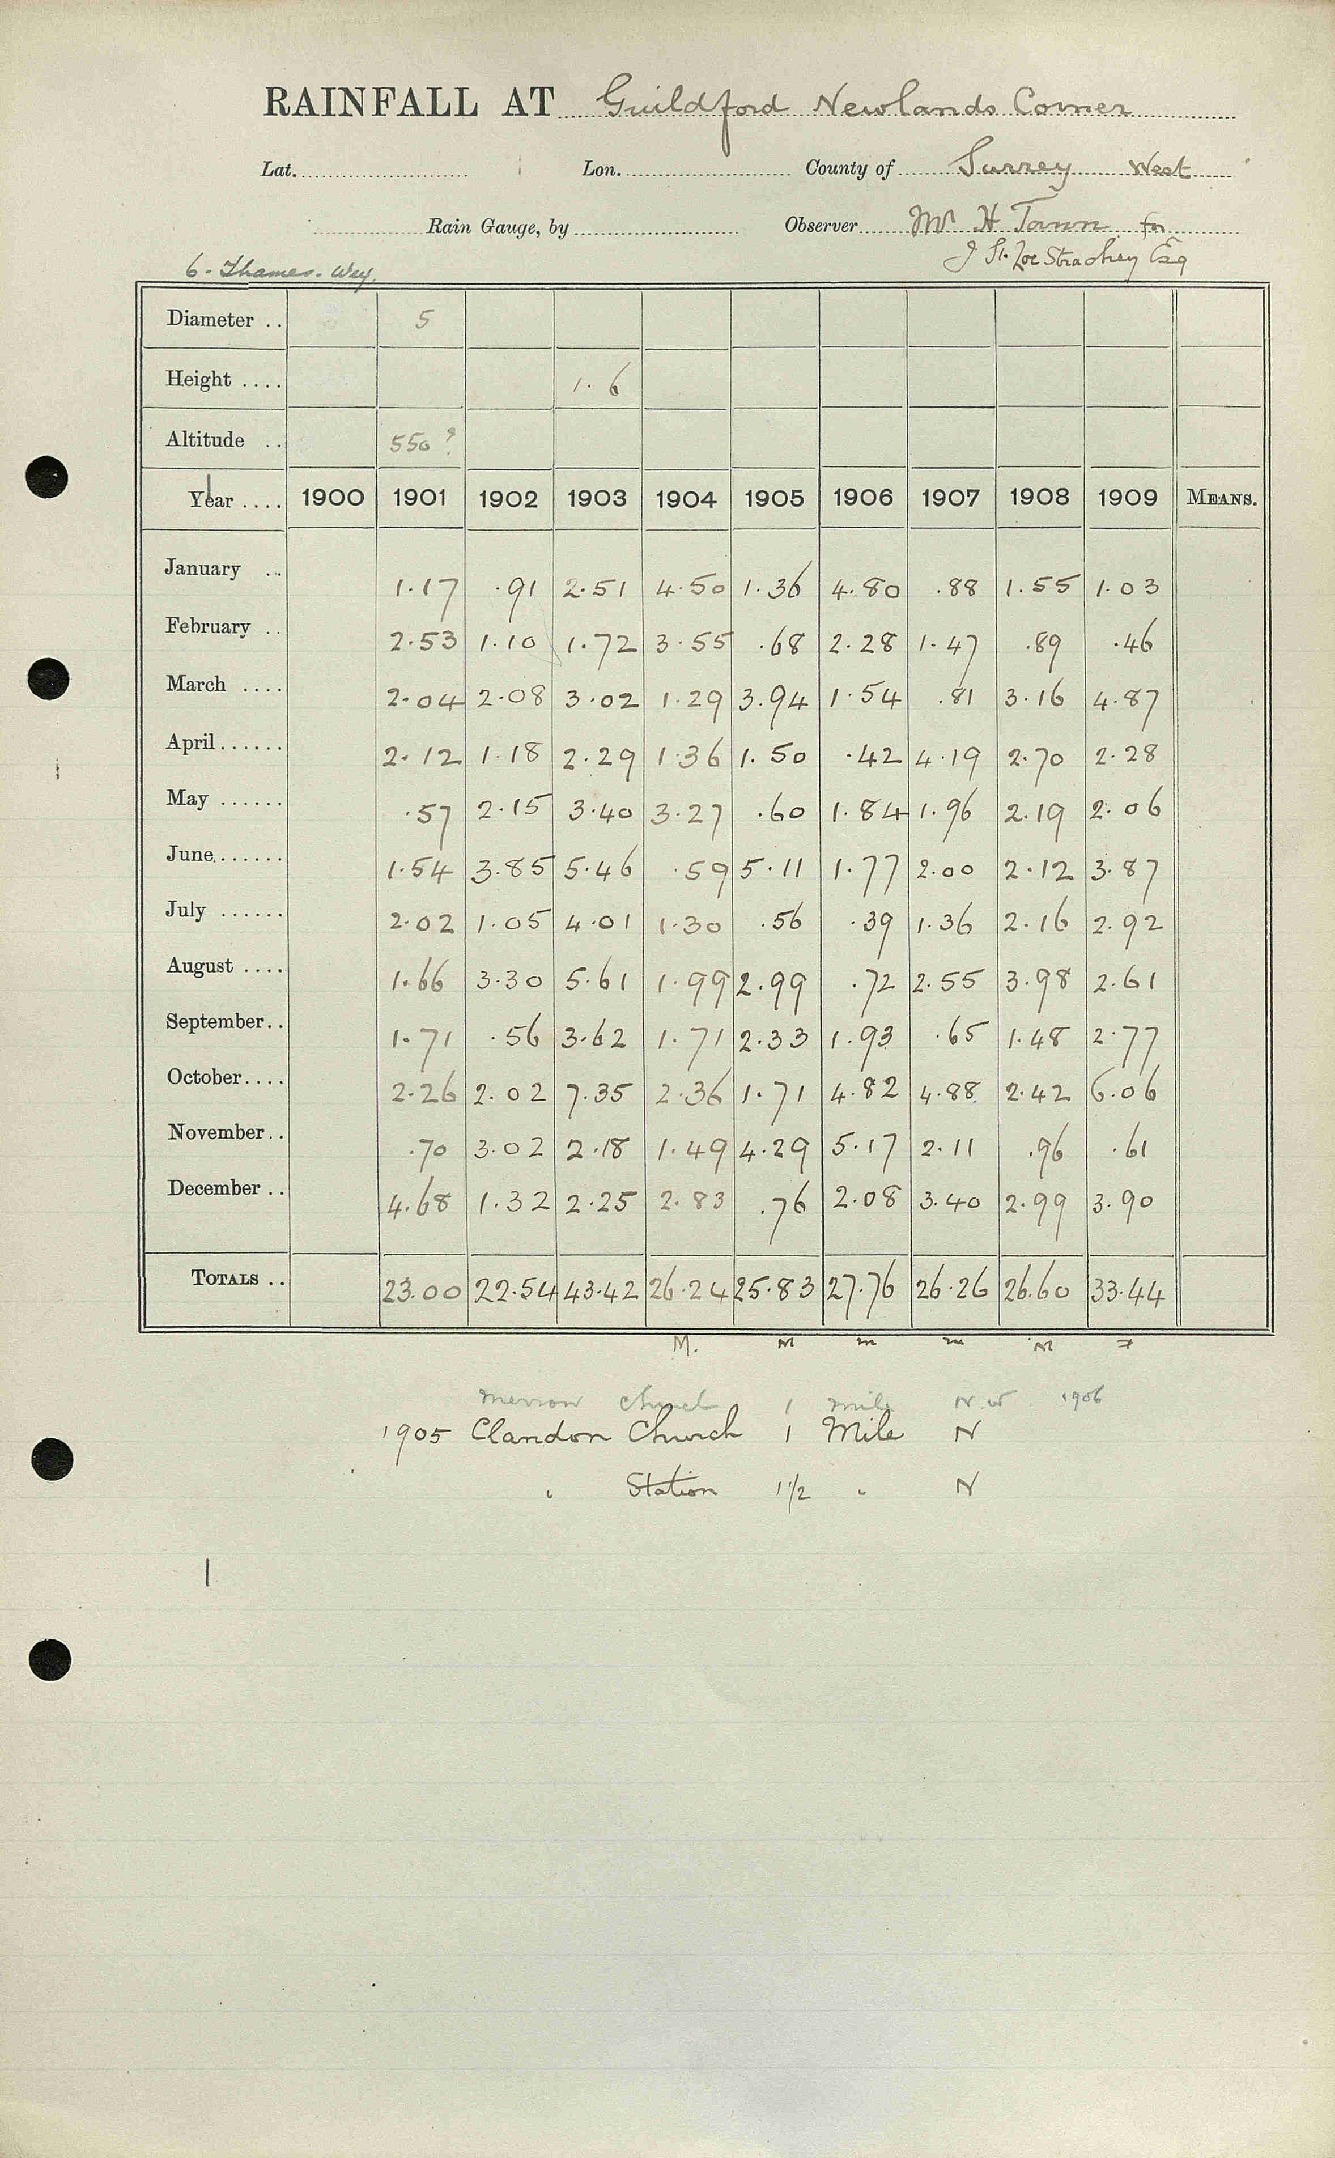 RAINFALL AT Guildford Newlands Corner
Lat. Lon. County of Surrey West
Rain Gauge, by Observer Mr H Tann for
6 - Thames. Wey. J St. Loe Strachey Esq
Diameter .. 5
Height .... 1. 6
Altitude .. 550 ?
Year .... 1900 1901 1902 1903 1904 1905 1906 1907 1908 1909 MEANS.
January .. 1.17 .91 2.51 4.50 1.36 4.80 .88 1.55 1.03
February .. 2.53 1.10 1.72 3.55 .68 2.28 1.47 .89 .46
March .... 2.04 2.08 3.02 1.29 3.94 1.54 .81 3.16 4.87
April...... 2.12 1.18 2.29 1.36 1.50 .42 4.19 2.70 2.28
May ...... .57 2.15 3.40 3.27 .60 1.84 1.96 2.19 2.06
June....... 1.54 3.85 5.46 .59 5.11 1.77 2.00 2.12 3.87
July ...... 2.02 1.05 4.01 1.30 .56 .39 1.36 2.16 2.92
August .... 1.66 3.30 5.61 1.99 2.99 .72 2.55 3.98 2.61
September.. 1.71 .56 3.62 1.71 2.33 1.93 .65 1.48 2.77
October.... 2.26 2.02 7.35 2.36 1.71 4.82 4.88 2.42 6.06
November.. .70 3.02 2.18 1.49 4.29 5.17 2.11 .96 .61
December .. 4.68 1.32 2.25 2.83 .76 2.08 3.40 2.99 3.90
TOTALS .. 23.00 22.54 43.42 26.24 25.83 27.76 26.26 26.60 33.44
M. M m m M
Merrow Church 1 mile N.W. 1906
1905 Clandon Church 1 Mile N
" Station 1 1/2 " N